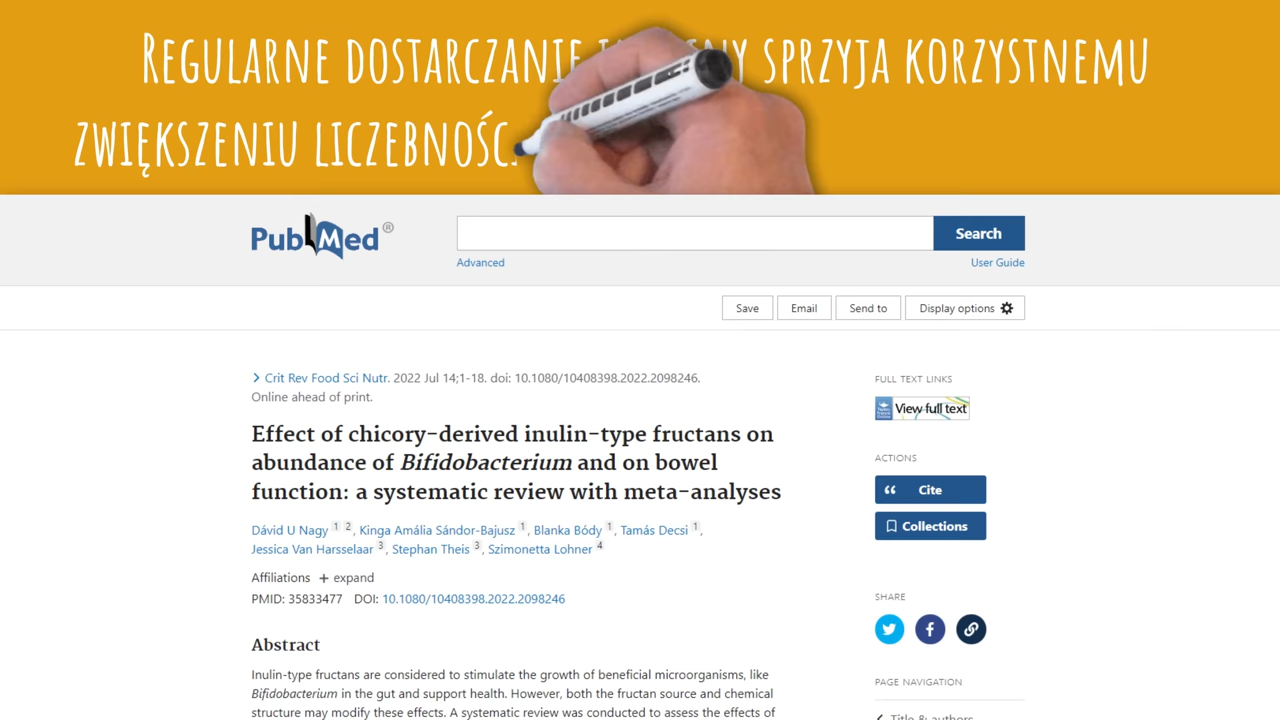 REGULARNE DOSTARCZANIE SPRZYJA KORZYSTNEMU
ZWIĘKSZENIU LICZEBNOŚC
PubMed®
Search
Advanced
User Guide
Save
Email
Send to
Display options
Crit Rev Food Sci Nutr. 2022 Jul 14;1-18. doi: 10.1080/10408398.2022.2098246.
Online ahead of print.
Effect of chicory-derived inulin-type fructans on
abundance of Bifidobacterium and on bowel
function: a systematic review with meta-analyses
Dávid U Nagy 1 2, Kinga Amália Sándor-Bajusz 1, Blanka Bódy 1, Tamás Decsi 1,
Jessica Van Harsselaar 3, Stephan Theis 3, Szimonetta Lohner 4
Affiliations + expand
PMID: 35833477 DOI: 10.1080/10408398.2022.2098246
Abstract
Inulin-type fructans are considered to stimulate the growth of beneficial microorganisms, like
Bifidobacterium in the gut and support health. However, both the fructan source and chemical
structure may modify these effects. A systematic review was conducted to assess the effects of
FULL TEXT LINKS
View full text
ACTIONS
Cite
Collections
SHARE
PAGE NAVIGATION
Title & authors